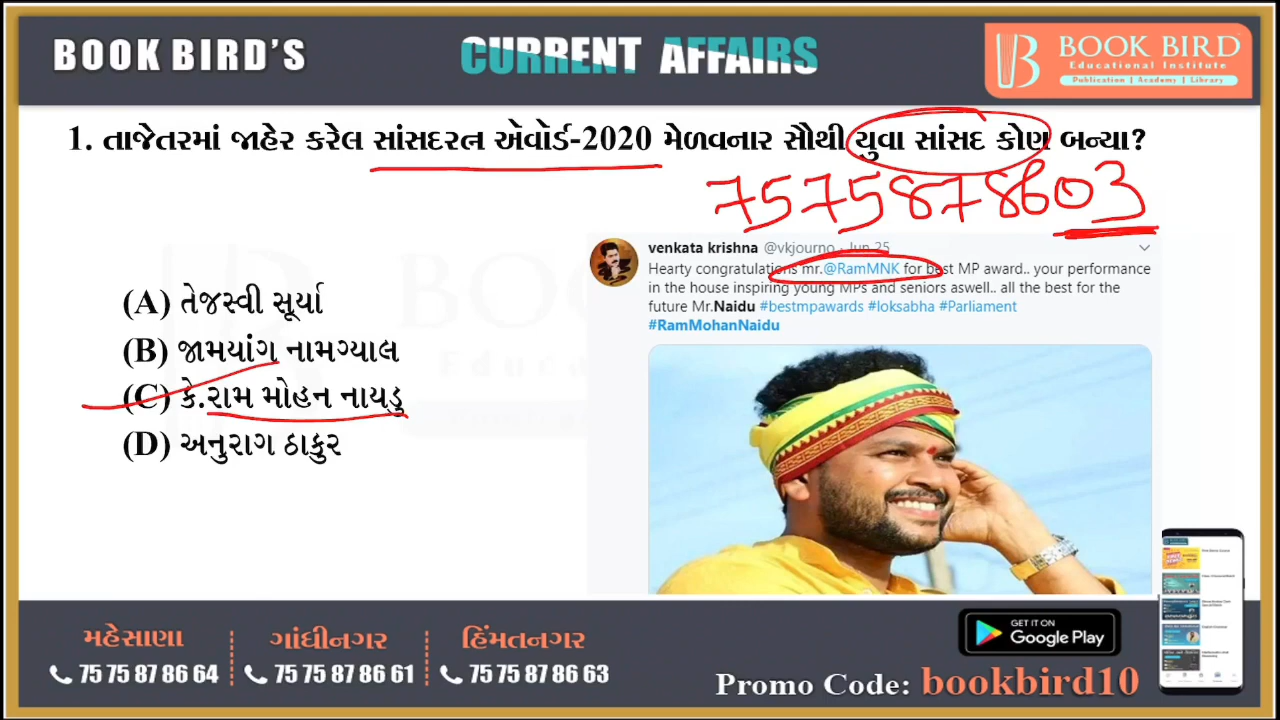 BOOK BIRD'S
CURRENT AFFAIRS
BOOK BIRD
Educational Institute
Publication | Academy | Library
1. તાજેતરમાં જાહેર કરેલ સાંસદરત્ન એવોર્ડ-2020 મેળવનાર સૌથી યુવા સાંસદ કોણ બન્યા?
7575878603
venkata krishna @vkjourno · Jun 25
Hearty congratulations mr.@RamMNK for best MP award.. your performance
in the house inspiring young MPs and seniors aswell.. all the best for the
future Mr.Naidu #bestmpawards #loksabha #Parliament
#RamMohanNaidu
(A) તેજસ્વી સૂર્યા
(B) જામયાંગ નામગ્યાલ
(C) કે.રામ મોહન નાયડુ
(D) અનુરાગ ઠાકુર
મહેસાણા
75 75 87 86 64
ગાંધીનગર
75 75 87 86 61
હિંમતનગર
75 75 87 86 63
GET IT ON
Google Play
Promo Code: bookbird10